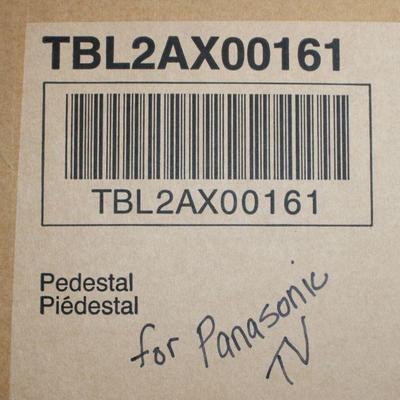 TBL2AX00161
TBL2AX00161
Pedestal
Piédestal
for Panasonic
TV